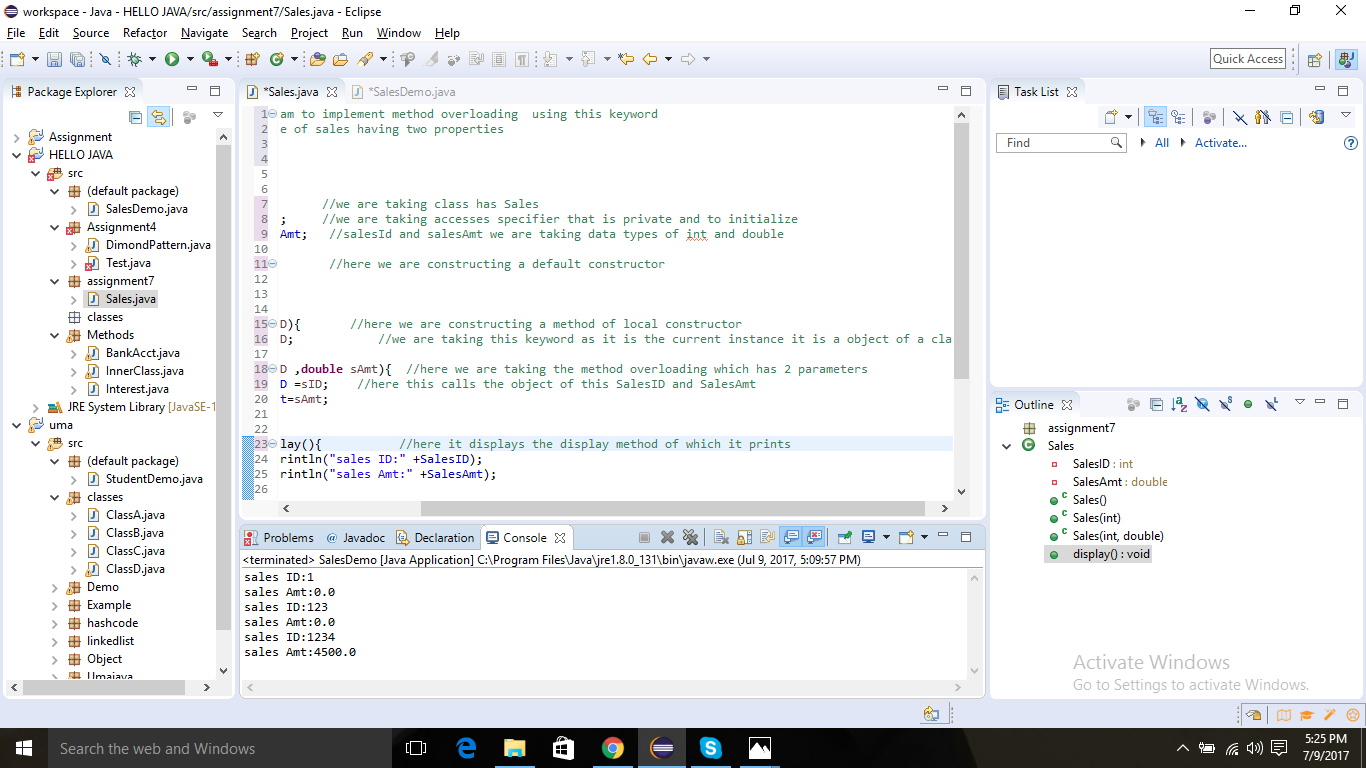 workspace - Java - HELLO JAVA/src/assignment7/Sales.java - Eclipse
File Edit Source Refactor Navigate Search Project Run Window Help
Quick Access
Package Explorer
Assignment
HELLO JAVA
src
(default package)
SalesDemo.java
Assignment4
DimondPattern.java
Test.java
assignment7
Sales.java
classes
Methods
BankAcct.java
InnerClass.java
Interest.java
JRE System Library [JavaSE-1
uma
src
(default package)
StudentDemo.java
classes
ClassA.java
ClassB.java
ClassC.java
ClassD.java
Demo
Example
hashcode
linkedlist
Object
Umajava
*Sales.java *SalesDemo.java
1 am to implement method overloading  using this keyword
2 e of sales having two properties
3
4
5
6
7 //we are taking class has Sales
8 ; //we are taking accesses specifier that is private and to initialize
9 Amt; //salesId and salesAmt we are taking data types of int and double
10
11 //here we are constructing a default constructor
12
13
14
15 D){ //here we are constructing a method of local constructor
16 D; //we are taking this keyword as it is the current instance it is a object of a cla
17
18 D ,double sAmt){ //here we are taking the method overloading which has 2 parameters
19 D =sID; //here this calls the object of this SalesID and SalesAmt
20 t=sAmt;
21
22
23 lay(){ //here it displays the display method of which it prints
24 rintln("sales ID:" +SalesID);
25 rintln("sales Amt:" +SalesAmt);
26
Problems @ Javadoc Declaration Console
<terminated> SalesDemo [Java Application] C:\Program Files\Java\jre1.8.0_131\bin\javaw.exe (Jul 9, 2017, 5:09:57 PM)
sales ID:1
sales Amt:0.0
sales ID:123
sales Amt:0.0
sales ID:1234
sales Amt:4500.0
Task List
Find All Activate...
Outline
assignment7
Sales
SalesID : int
SalesAmt : double
Sales()
Sales(int)
Sales(int, double)
display() : void
Activate Windows
Go to Settings to activate Windows.
Search the web and Windows
5:25 PM
7/9/2017